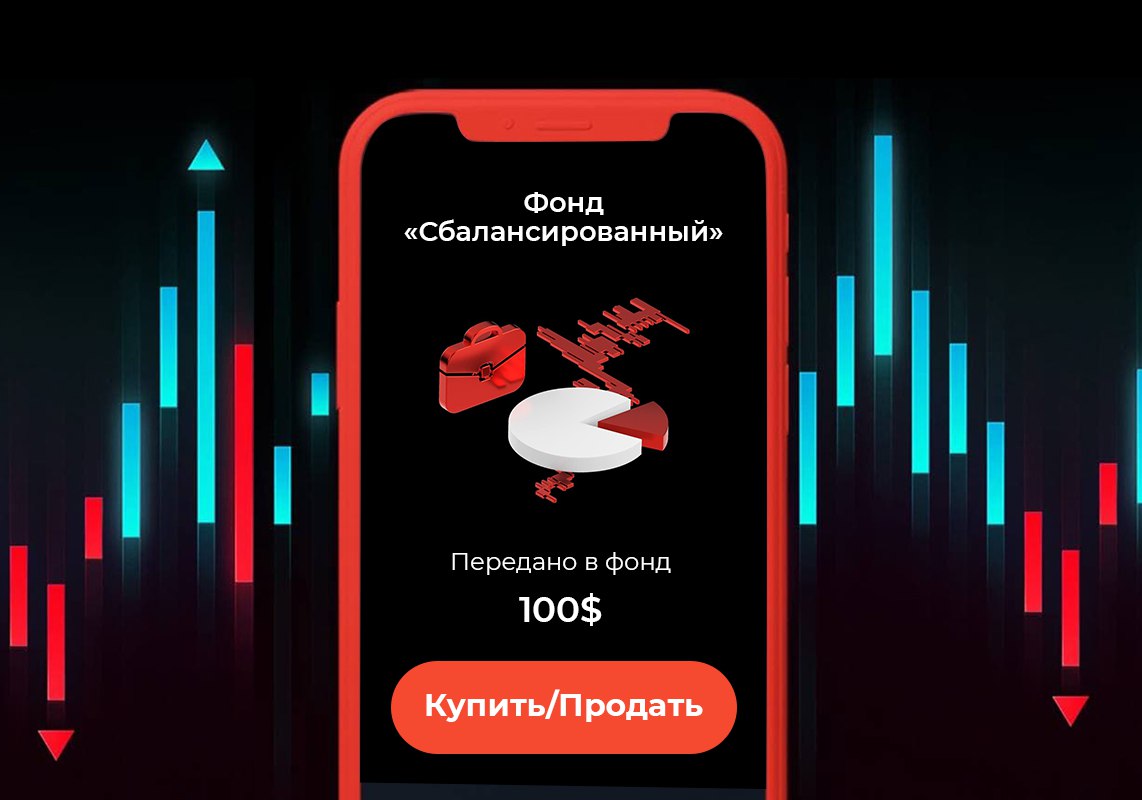 Фонд
«Сбалансированный»
Передано в фонд
100$
Купить/Продать